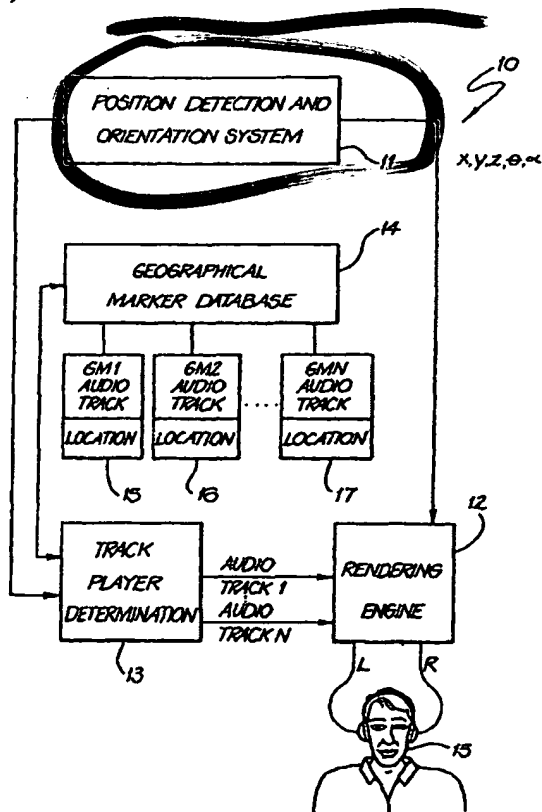 10
POSITION DETECTION AND
ORIENTATION SYSTEM
11
x,y,z,θ,α
14
GEOGRAPHICAL
MARKER DATABASE
GM1
AUDIO
TRACK
LOCATION
GM2
AUDIO
TRACK
LOCATION
GMN
AUDIO
TRACK
LOCATION
15
16
17
12
TRACK
PLAYER
DETERMINATION
AUDIO
TRACK 1
AUDIO
TRACK N
RENDERING
ENGINE
13
L
R
15